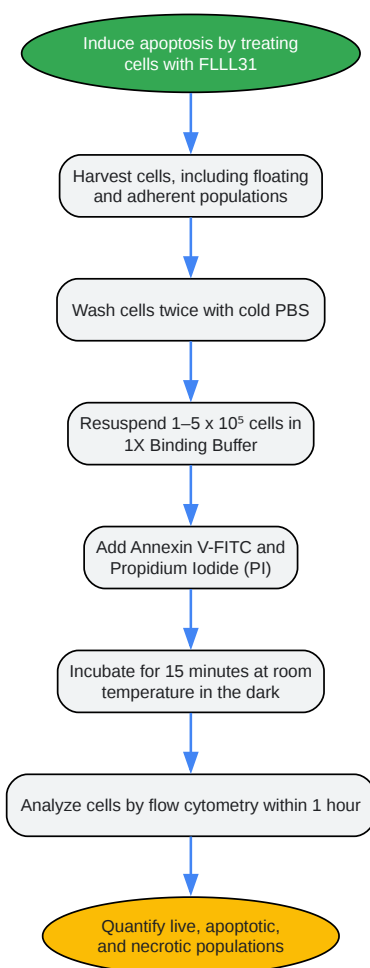 Induce apoptosis by treating
cells with FLLL31
Harvest cells, including floating
and adherent populations
Wash cells twice with cold PBS
Resuspend 1–5 x 10⁵ cells in
1X Binding Buffer
Add Annexin V-FITC and
Propidium Iodide (PI)
Incubate for 15 minutes at room
temperature in the dark
Analyze cells by flow cytometry within 1 hour
Quantify live, apoptotic,
and necrotic populations